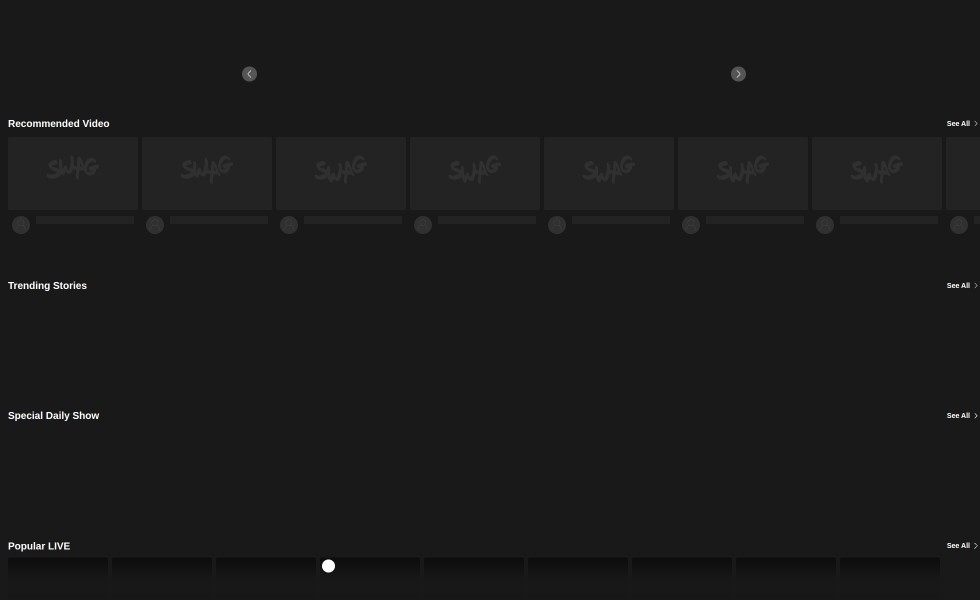 Recommended Video
See All
SWAG SWAG SWAG SWAG SWAG SWAG SWAG
Trending Stories
See All
Special Daily Show
See All
Popular LIVE
See All